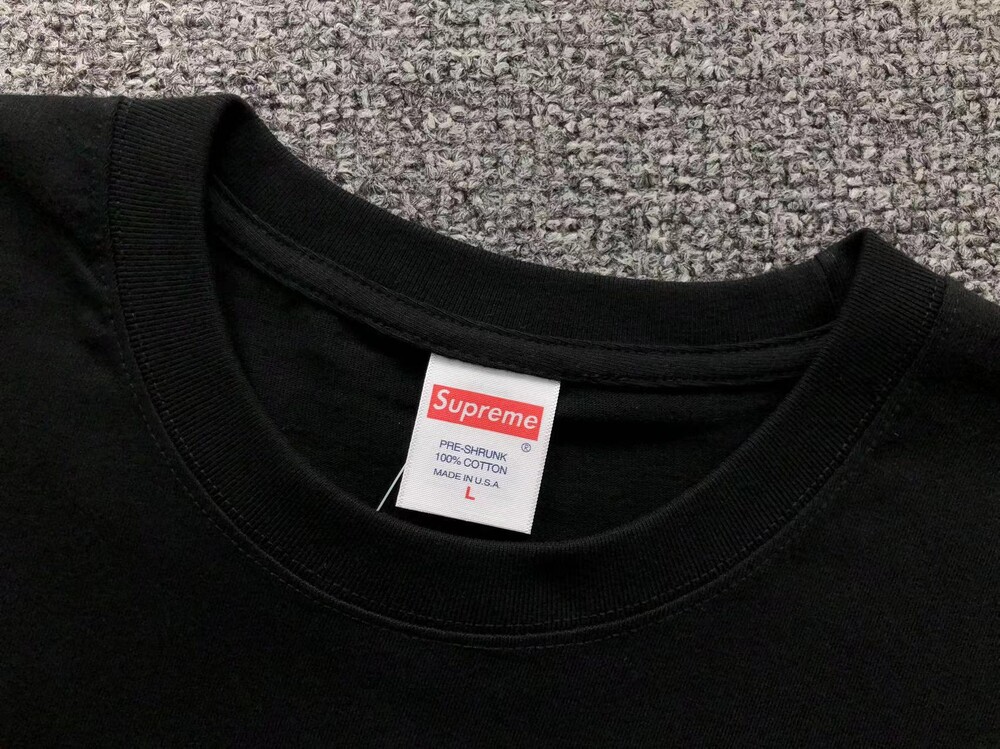 Supreme
®
PRE-SHRUNK
100% COTTON
MADE IN U.S.A.
L